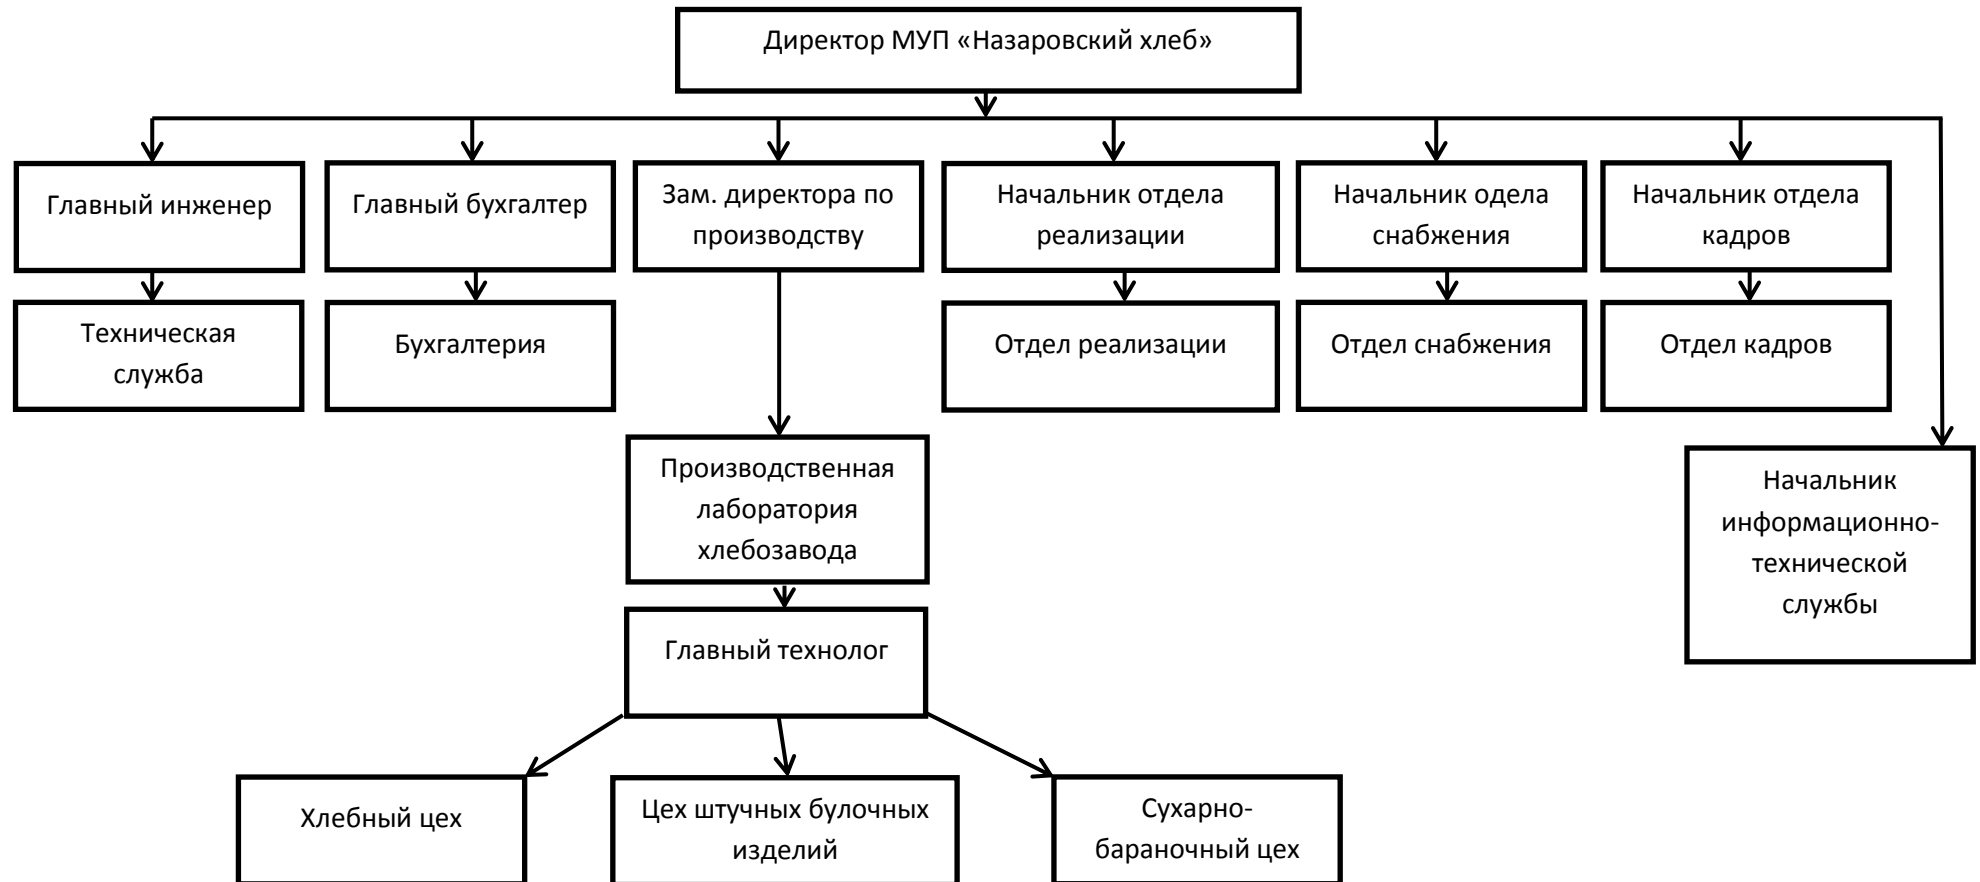 Директор МУП «Назаровский хлеб»
Главный инженер
Главный бухгалтер
Зам. директора по
производству
Начальник отдела
реализации
Начальник одела
снабжения
Начальник отдела
кадров
Техническая
служба
Бухгалтерия
Отдел реализации
Отдел снабжения
Отдел кадров
Производственная
лаборатория
хлебозавода
Начальник
информационно-
технической
службы
Главный технолог
Хлебный цех
Цех штучных булочных
изделий
Сухарно-
бараночный цех